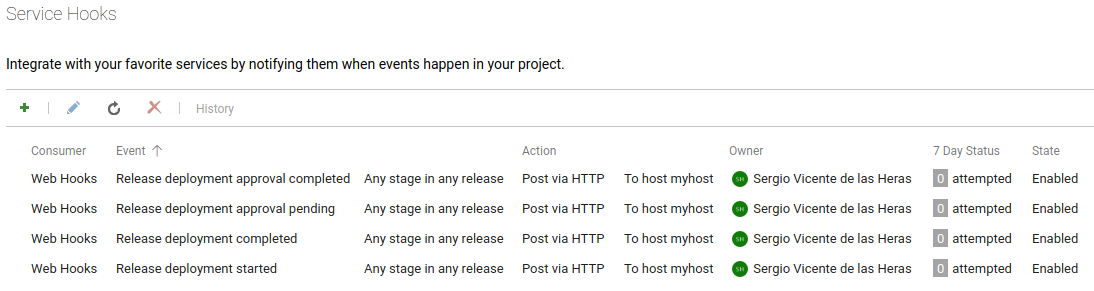 Service Hooks
Integrate with your favorite services by notifying them when events happen in your project.
History
Consumer Event Action Owner 7 Day Status State
Web Hooks Release deployment approval completed Any stage in any release Post via HTTP To host myhost SH Sergio Vicente de las Heras 0 attempted Enabled
Web Hooks Release deployment approval pending Any stage in any release Post via HTTP To host myhost SH Sergio Vicente de las Heras 0 attempted Enabled
Web Hooks Release deployment completed Any stage in any release Post via HTTP To host myhost SH Sergio Vicente de las Heras 0 attempted Enabled
Web Hooks Release deployment started Any stage in any release Post via HTTP To host myhost SH Sergio Vicente de las Heras 0 attempted Enabled